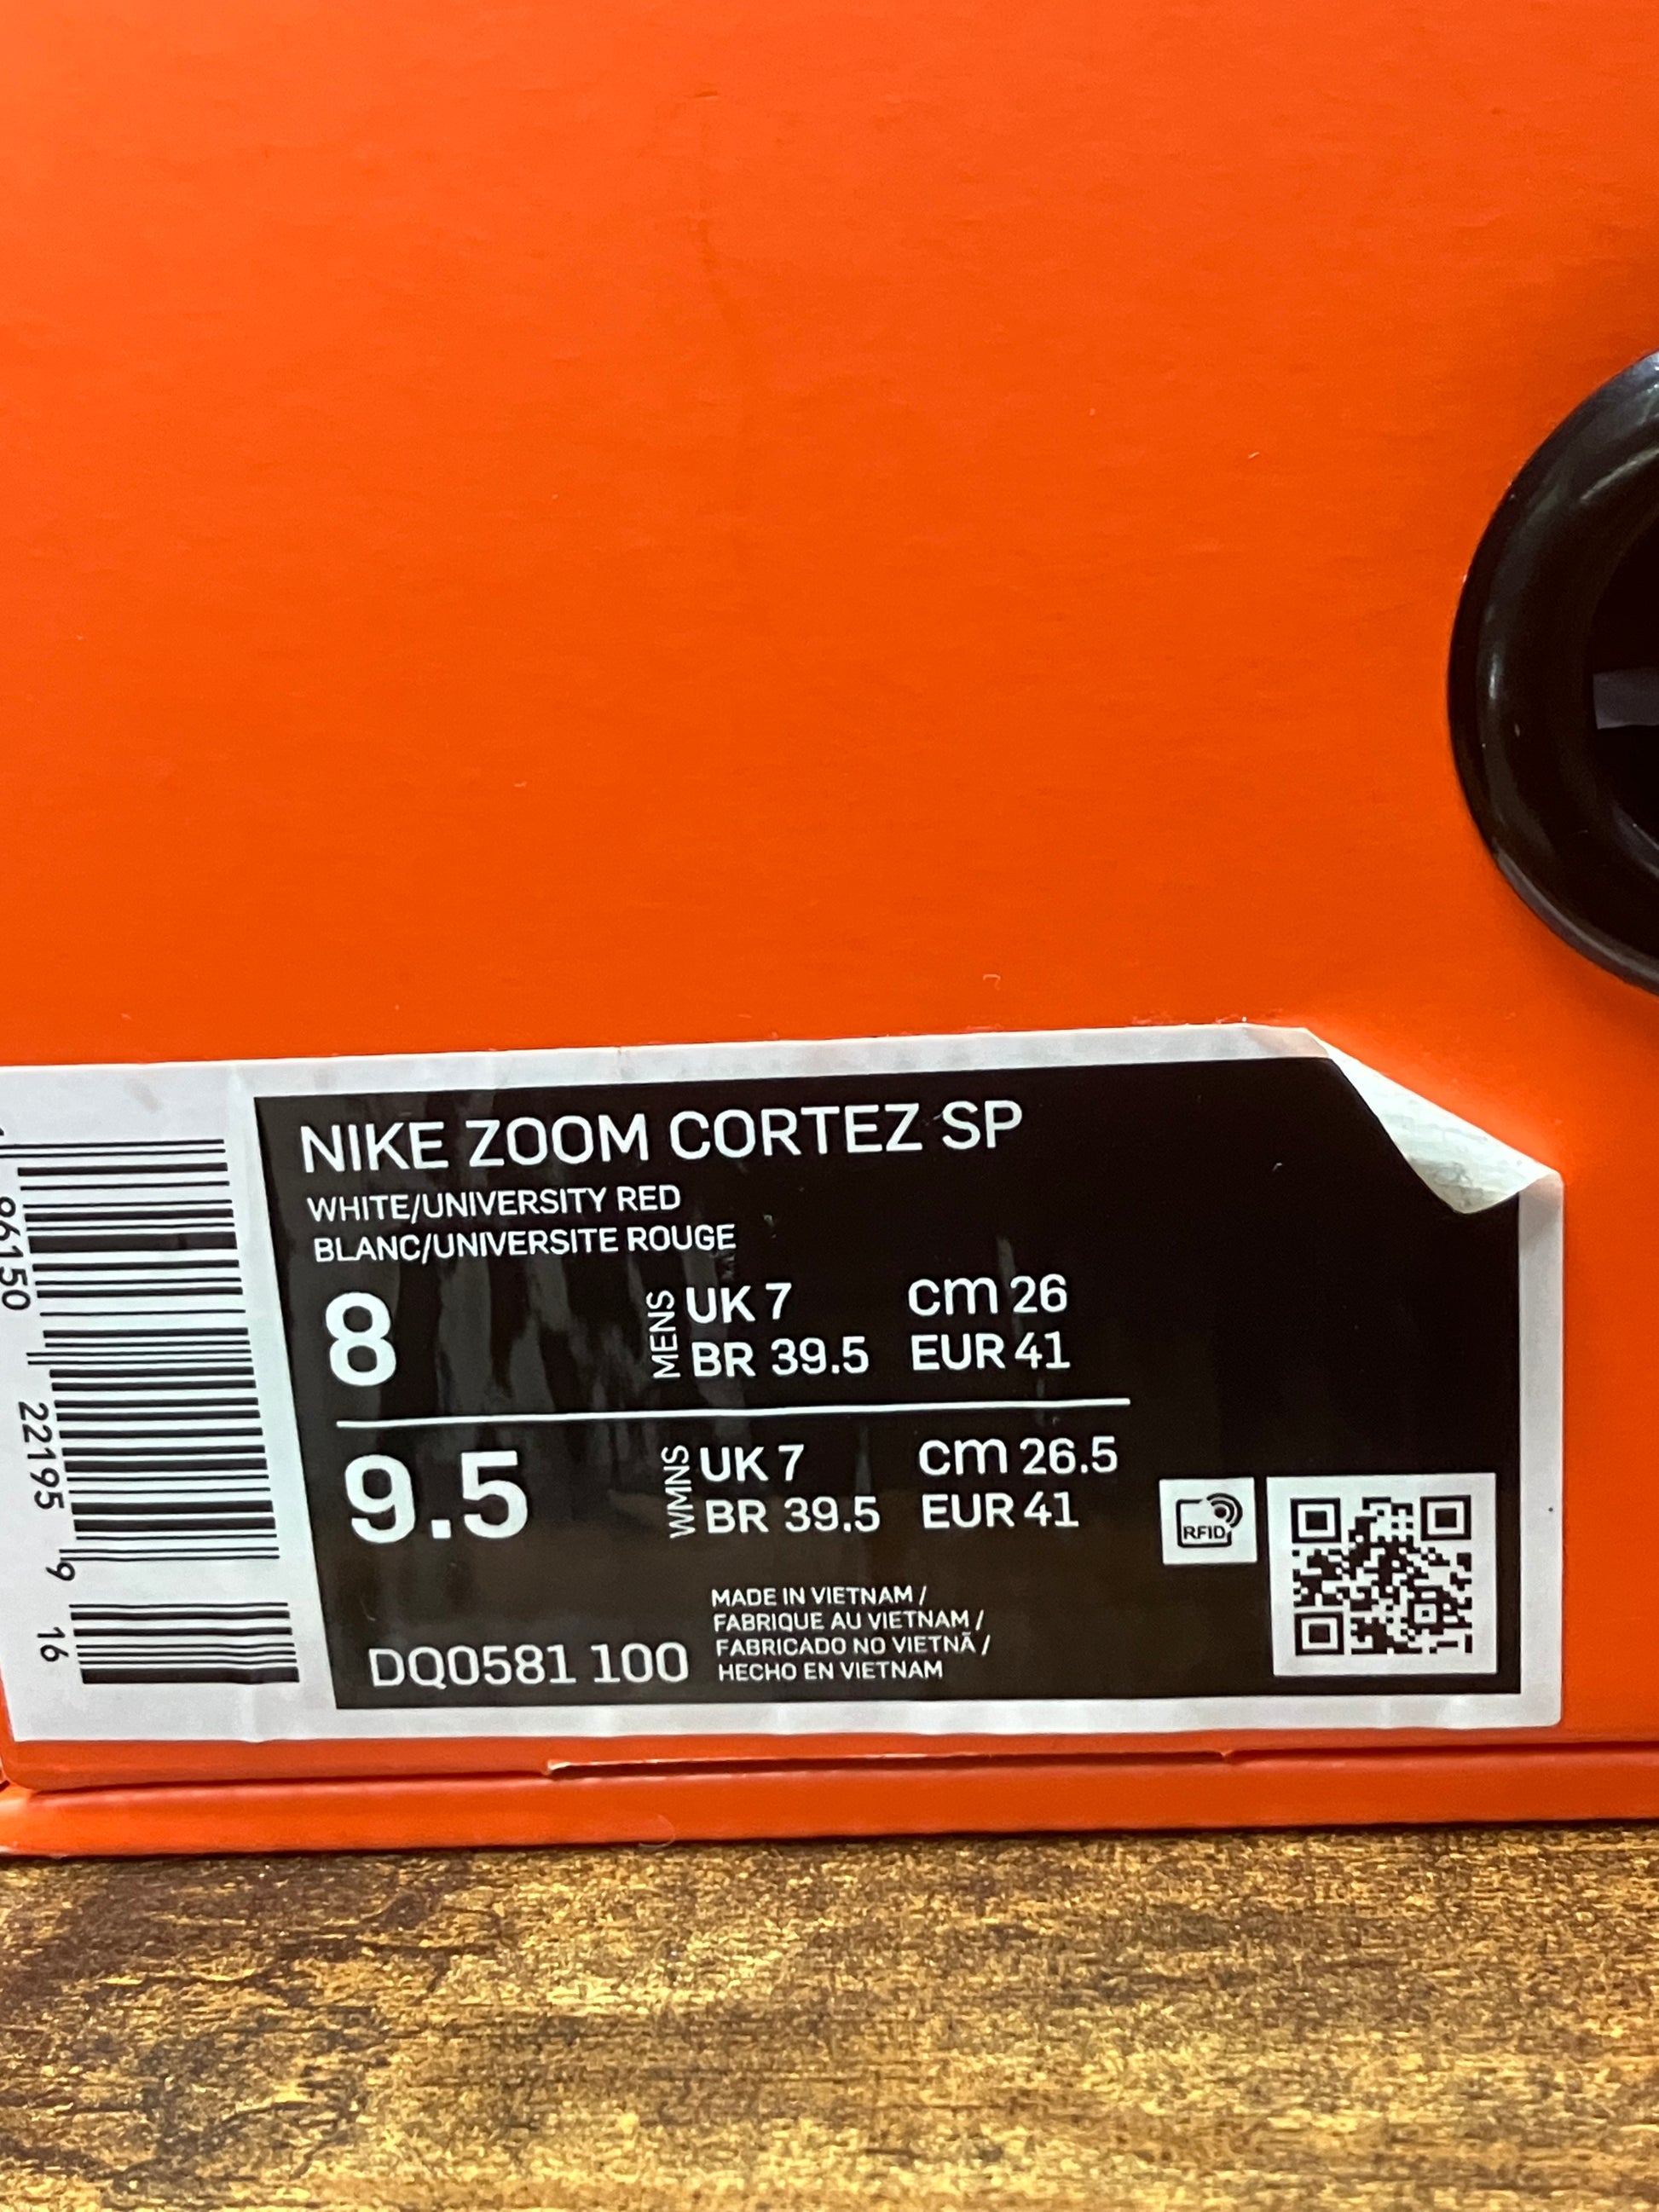 NIKE ZOOM CORTEZ SP
WHITE/UNIVERSITY RED
BLANC/UNIVERSITE ROUGE
8
MENS
UK 7 cm 26
BR 39.5 EUR 41
9.5
WMNS
UK 7 cm 26.5
BR 39.5 EUR 41
DQ0581 100
MADE IN VIETNAM /
FABRIQUE AU VIETNAM /
FABRICADO NO VIETNÃ /
HECHO EN VIETNAM
RFID
22195 9 16